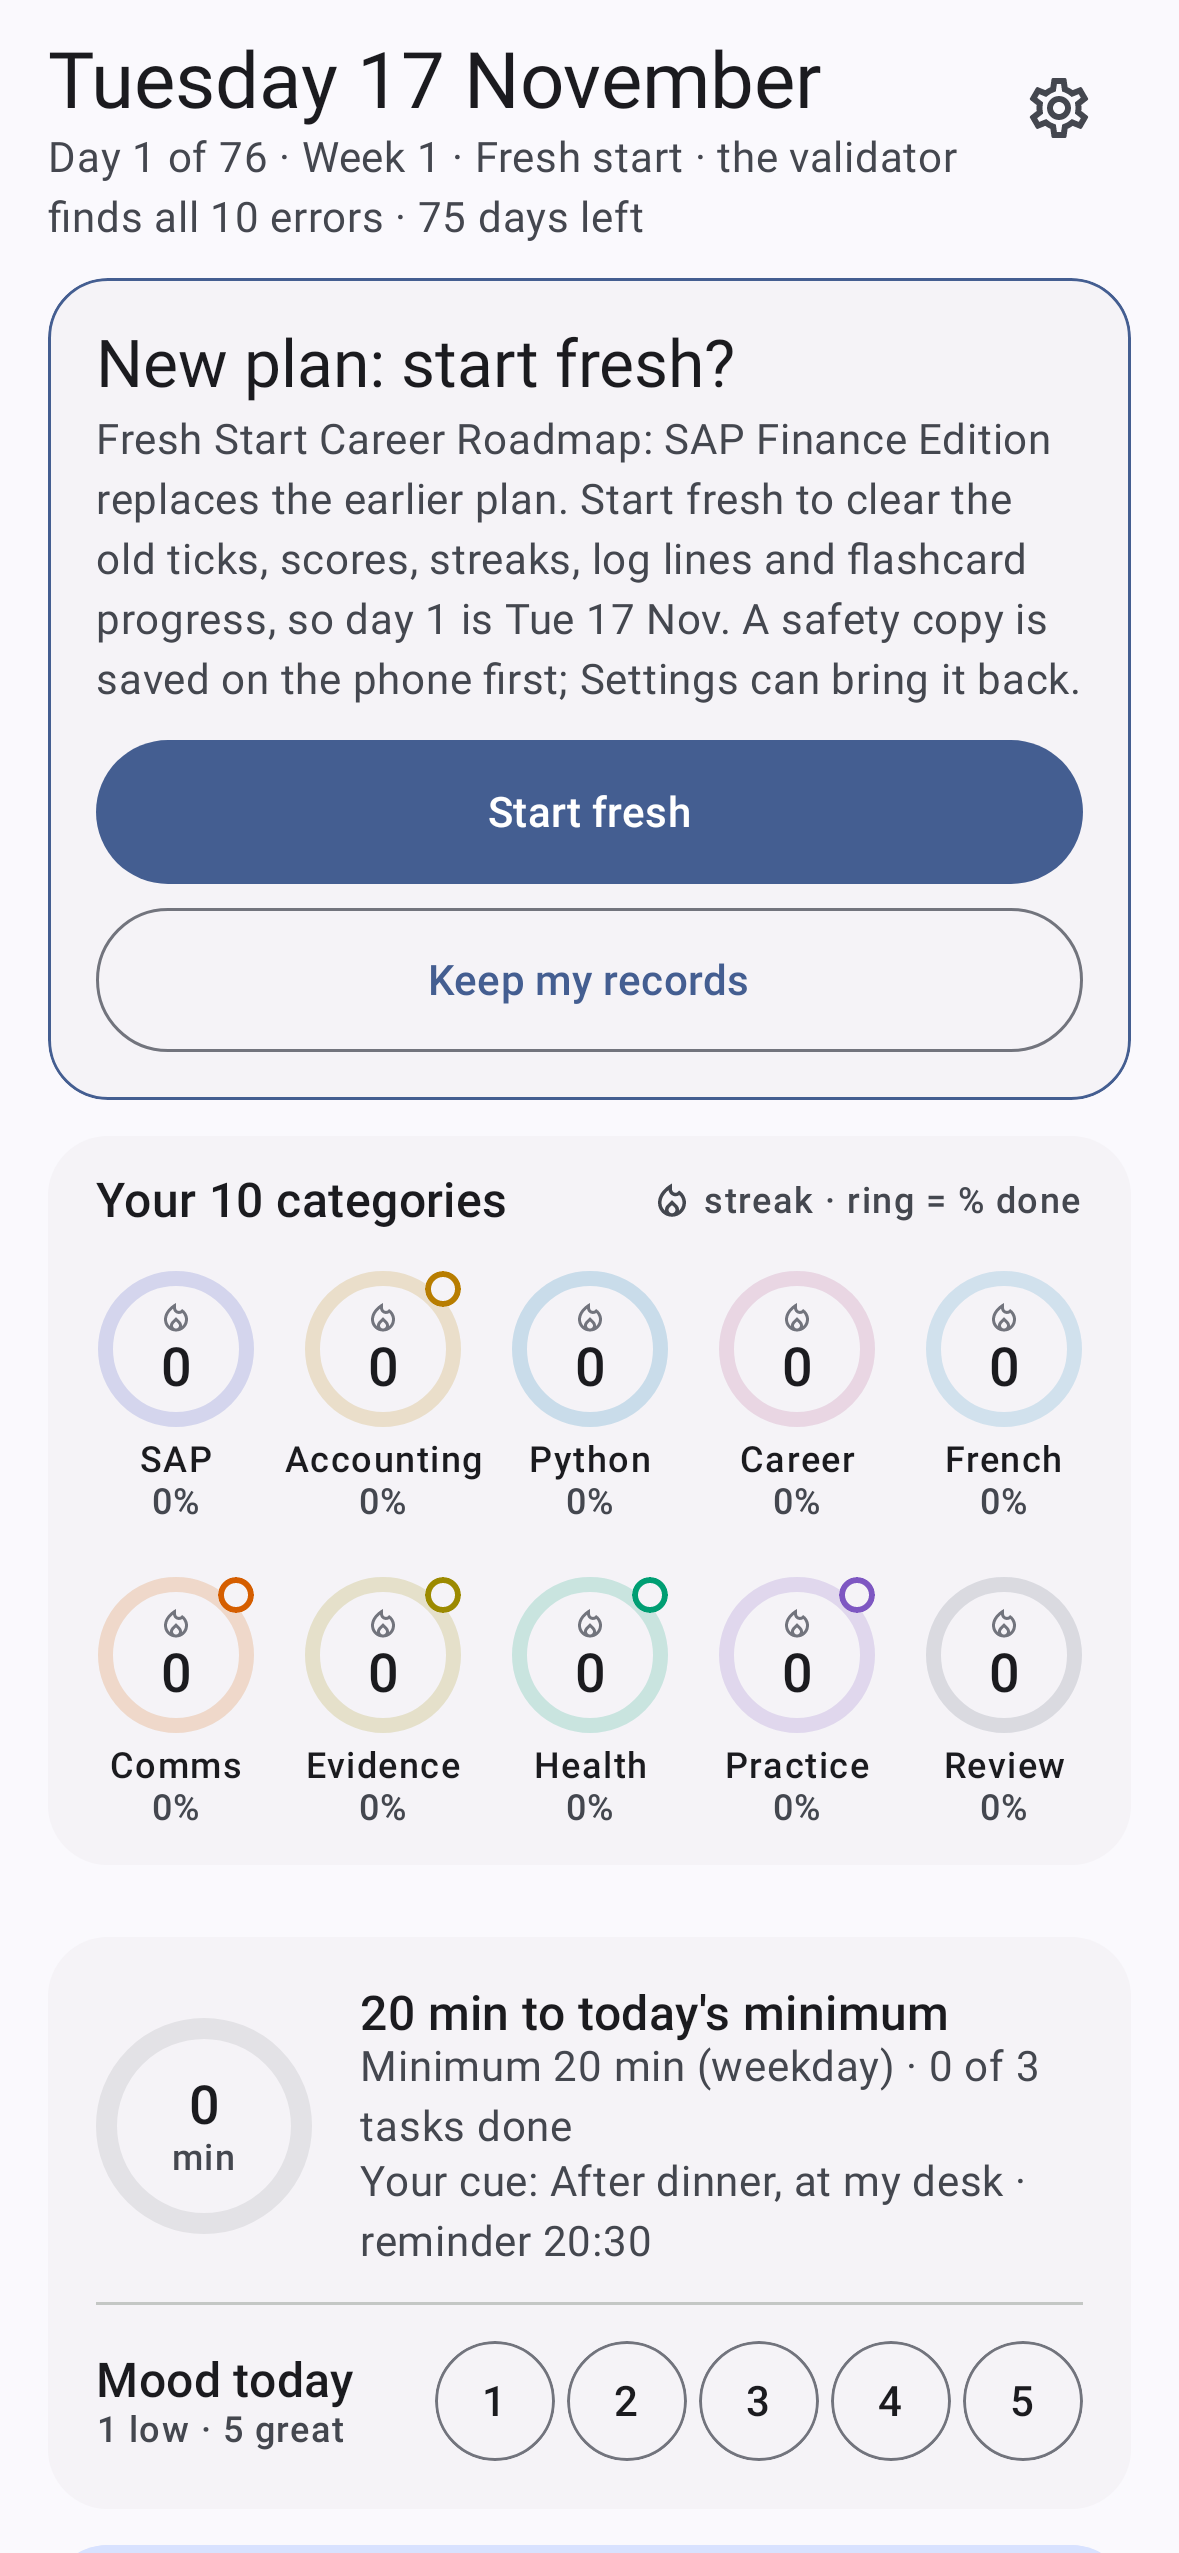 Tuesday 17 November
Day 1 of 76 · Week 1 · Fresh start · the validator
finds all 10 errors · 75 days left
New plan: start fresh?
Fresh Start Career Roadmap: SAP Finance Edition
replaces the earlier plan. Start fresh to clear the
old ticks, scores, streaks, log lines and flashcard
progress, so day 1 is Tue 17 Nov. A safety copy is
saved on the phone first; Settings can bring it back.
Start fresh
Keep my records
Your 10 categories
streak · ring = % done
0 0 0 0 0
SAP Accounting Python Career French
0% 0% 0% 0% 0%
0 0 0 0 0
Comms Evidence Health Practice Review
0% 0% 0% 0% 0%
0
min
20 min to today's minimum
Minimum 20 min (weekday) · 0 of 3
tasks done
Your cue: After dinner, at my desk ·
reminder 20:30
Mood today
1 low · 5 great
1 2 3 4 5